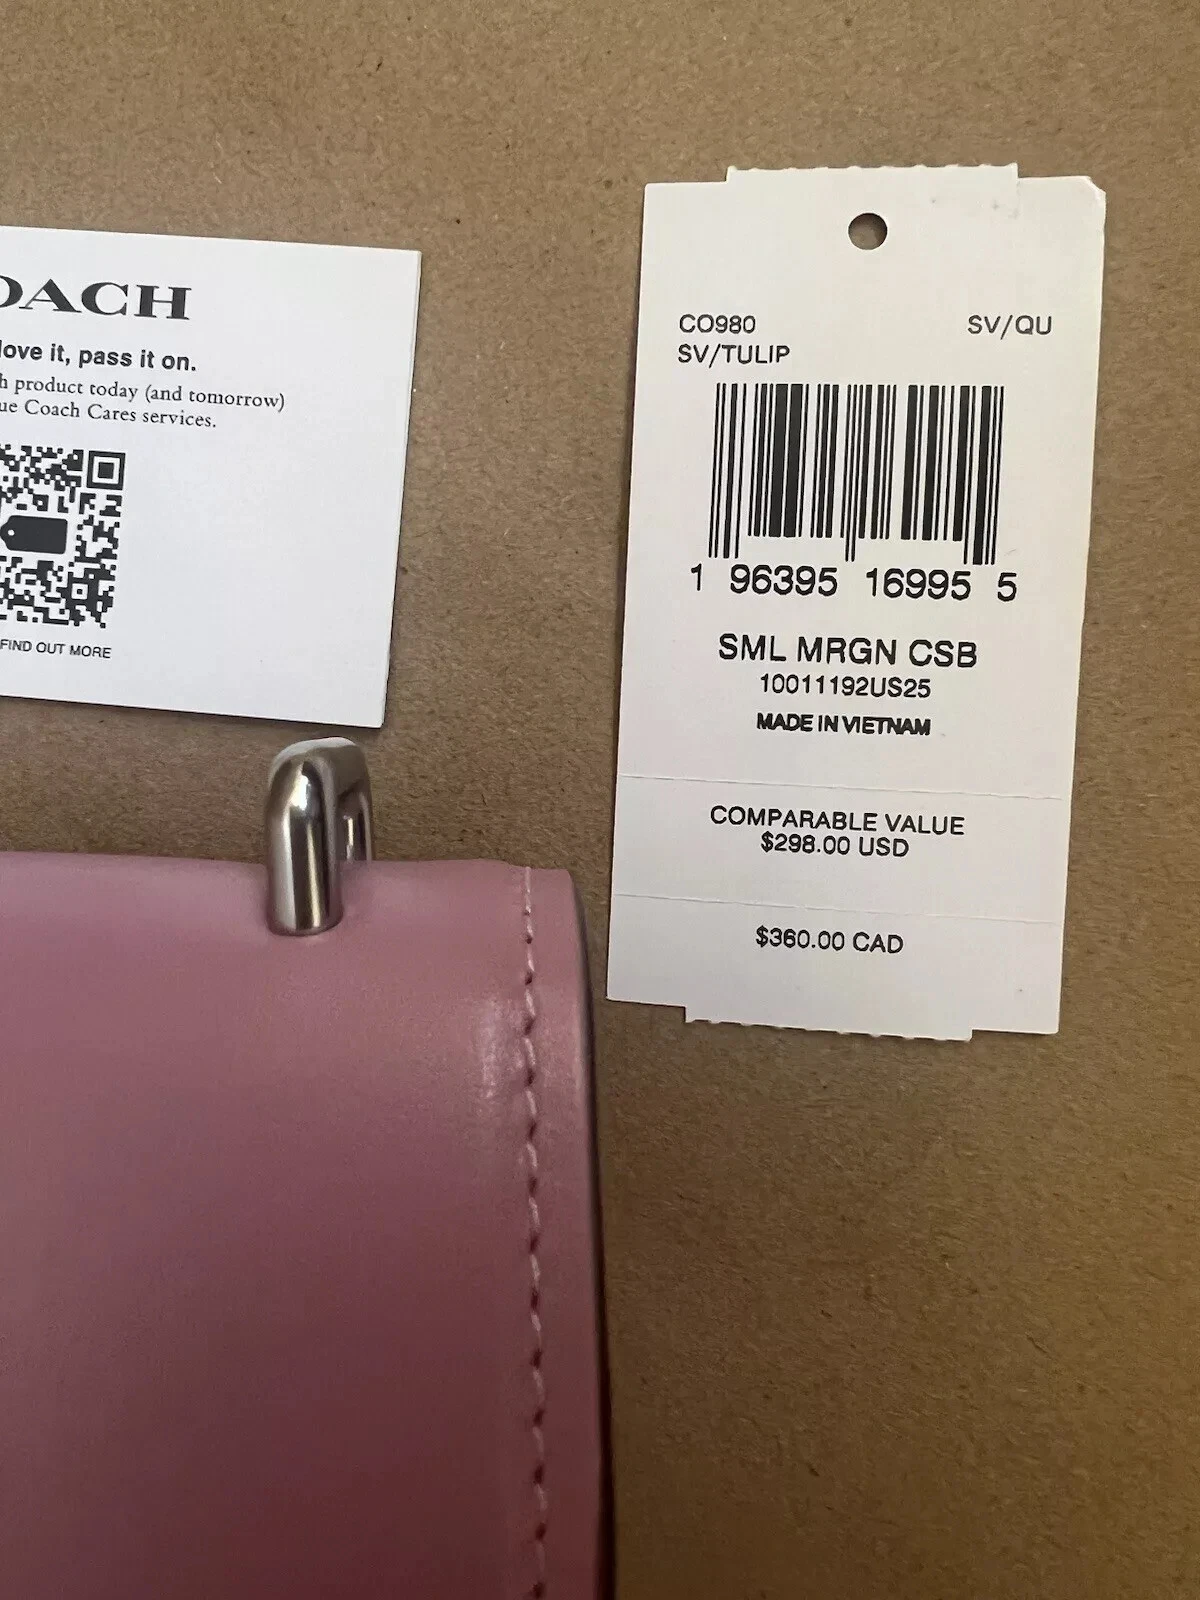 OACH
love it, pass it on.
h product today (and tomorrow)
ue Coach Cares services.
FIND OUT MORE
CO980 SV/QU
SV/TULIP
1 96395 16995 5
SML MRGN CSB
10011192US25
MADE IN VIETNAM
COMPARABLE VALUE
$298.00 USD
$360.00 CAD